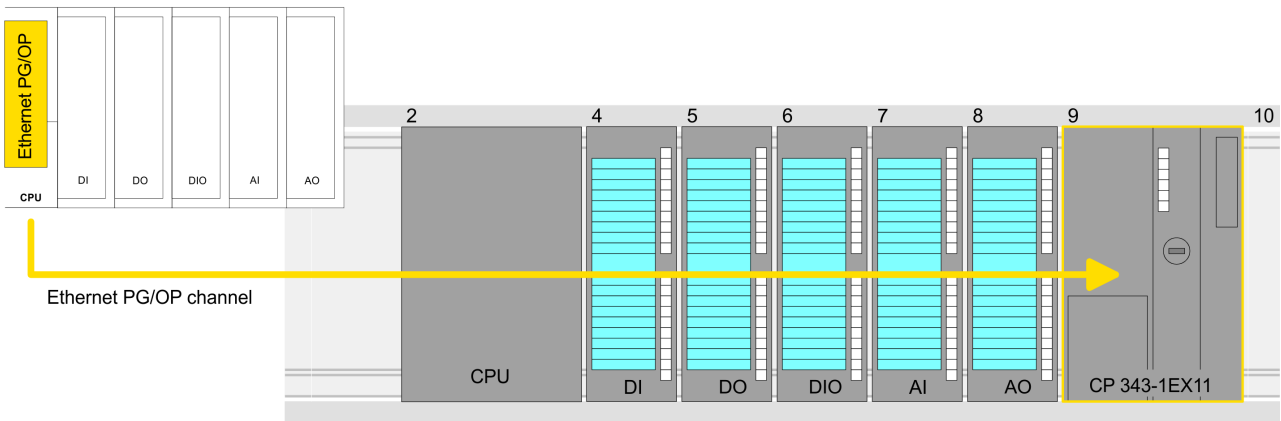 Ethernet PG/OP
DI
DO
DIO
AI
AO
CPU
Ethernet PG/OP channel
2
4
5
6
7
8
9
10
CPU
DI
DO
DIO
AI
AO
CP 343-1EX11